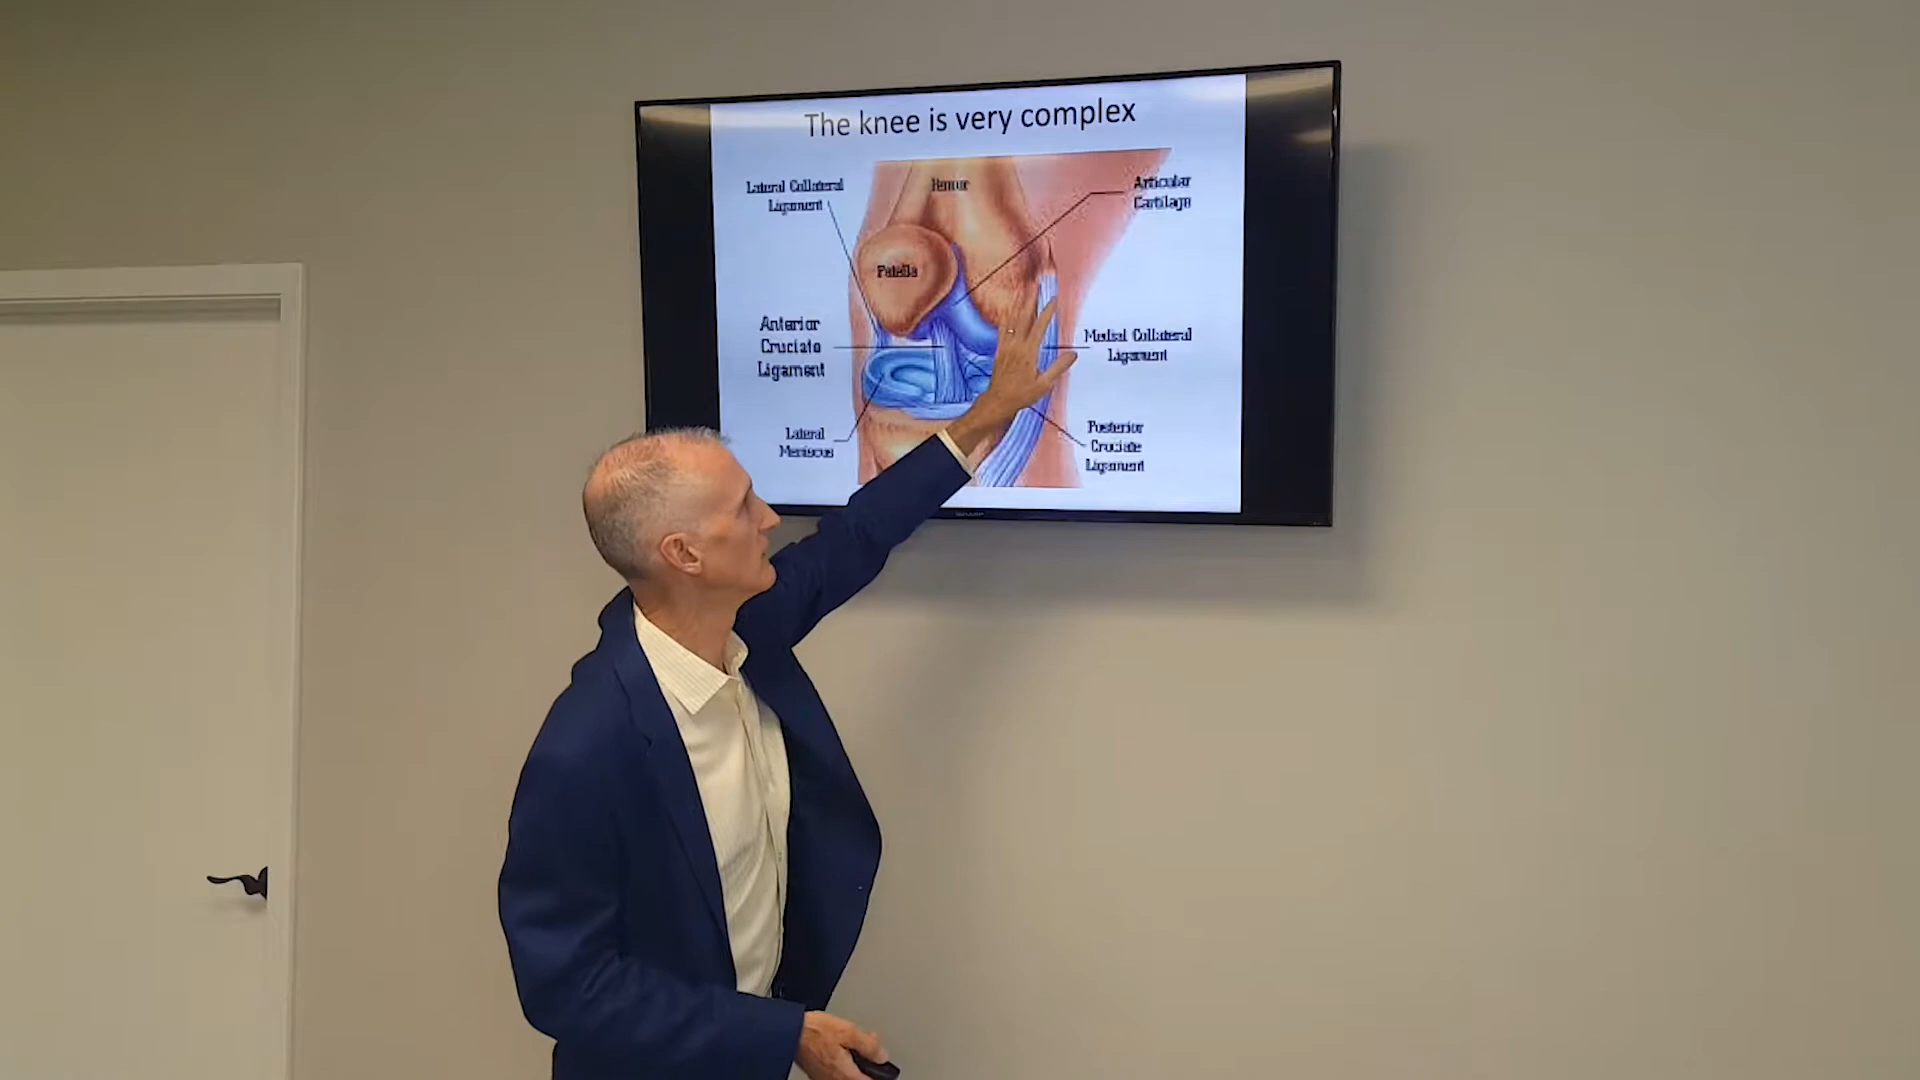 The knee is very complex
Lateral Collateral
Ligament
Femur
Articular
Cartilage
Patella
Anterior
Cruciate
Ligament
Medial Collateral
Ligament
Lateral
Meniscus
Posterior
Cruciate
Ligament